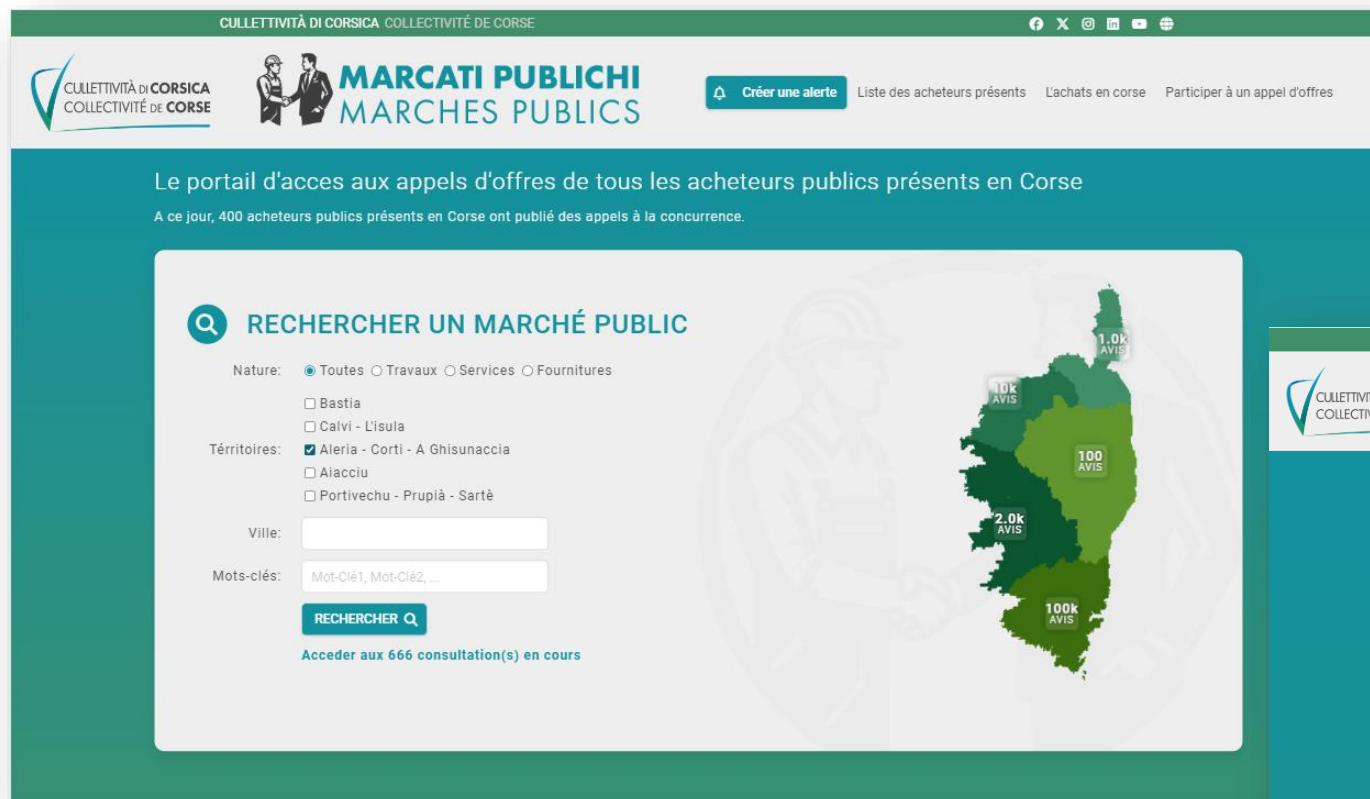 CULLETTIVITÀ DI CORSICA COLLECTIVITÉ DE CORSE
CULLETTIVITÀ DI CORSICA
COLLECTIVITÉ DE CORSE
MARCATI PUBLICHI
MARCHES PUBLICS
Créer une alerte Liste des acheteurs présents L'achats en corse Participer à un appel d'offres
Le portail d'acces aux appels d'offres de tous les acheteurs publics présents en Corse
A ce jour, 400 acheteurs publics présents en Corse ont publié des appels à la concurrence.
RECHERCHER UN MARCHÉ PUBLIC
Nature: Toutes Travaux Services Fournitures
Térritoires:
Bastia
Calvi - L'isula
Aleria - Corti - A Ghisunaccia
Aiacciu
Portivechu - Prupià - Sartè
Ville:
Mots-clés: Mot-Clé1, Mot-Clé2, ...
RECHERCHER
Acceder aux 666 consultation(s) en cours
1.0k
AVIS
10k
AVIS
100
AVIS
2.0k
AVIS
100k
AVIS
CULLETTIVI
COLLECTIV